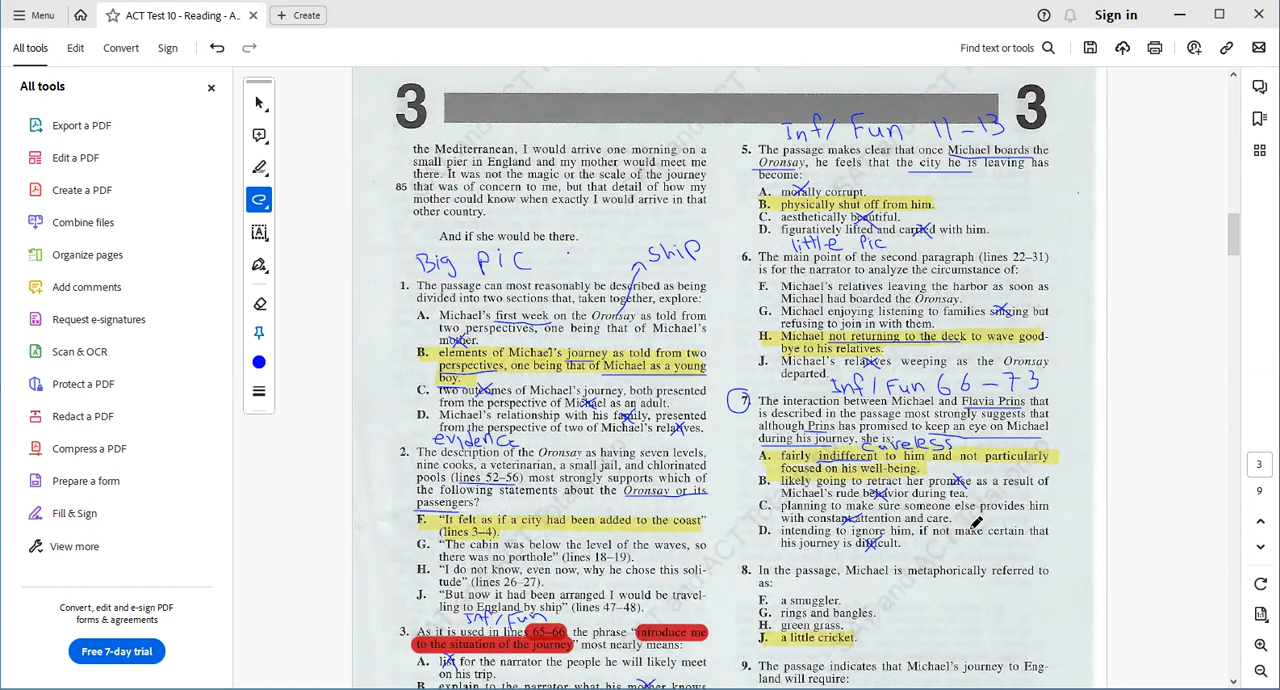 Menu
ACT Test 10 - Reading - A..
Create
Sign in
All tools
Edit
Convert
Sign
Find text or tools
All tools
Export a PDF
Edit a PDF
Create a PDF
Combine files
Organize pages
Add comments
Request e-signatures
Scan & OCR
Protect a PDF
Redact a PDF
Compress a PDF
Prepare a form
Fill & Sign
View more
Convert, edit and e-sign PDF
forms & agreements
Free 7-day trial
3
3
the Mediterranean, I would arrive one morning on a
small pier in England and my mother would meet me
there. It was not the magic or the scale of the journey
85 that was of concern to me, but that detail of how my
mother could know when exactly I would arrive in that
other country.
And if she would be there.
Big pic
ship
1. The passage can most reasonably be described as being
divided into two sections that, taken together, explore:
A. Michael's first week on the Oronsay as told from
two perspectives, one being that of Michael's
mother.
B. elements of Michael's journey as told from two
perspectives, one being that of Michael as a young
boy.
C. two outcomes of Michael's journey, both presented
from the perspective of Michael as an adult.
D. Michael's relationship with his family, presented
from the perspective of two of Michael's relatives.
evidence
2. The description of the Oronsay as having seven levels,
nine cooks, a veterinarian, a small jail, and chlorinated
pools (lines 52–56) most strongly supports which of
the following statements about the Oronsay or its
passengers?
F. "It felt as if a city had been added to the coast"
(lines 3–4).
G. "The cabin was below the level of the waves, so
there was no porthole" (lines 18–19).
H. "I do not know, even now, why he chose this soli-
tude" (lines 26–27).
J. "But now it had been arranged I would be travel-
ling to England by ship" (lines 47–48).
Inf/Fun
3. As it is used in lines 65–66, the phrase "introduce me
to the situation of the journey" most nearly means:
A. list for the narrator the people he will likely meet
on his trip.
B. explain to the narrator what his mother knows
Inf/ Fun 11-13
5. The passage makes clear that once Michael boards the
Oronsay, he feels that the city he is leaving has
become:
A. morally corrupt.
B. physically shut off from him.
C. aesthetically beautiful.
D. figuratively lifted and carried with him.
little pic
6. The main point of the second paragraph (lines 22–31)
is for the narrator to analyze the circumstance of:
F. Michael's relatives leaving the harbor as soon as
Michael had boarded the Oronsay.
G. Michael enjoying listening to families singing but
refusing to join in with them.
H. Michael not returning to the deck to wave good-
bye to his relatives.
J. Michael's relatives weeping as the Oronsay
departed.
Inf/Fun 66-73
7. The interaction between Michael and Flavia Prins that
is described in the passage most strongly suggests that
although Prins has promised to keep an eye on Michael
during his journey, she is:
careless
A. fairly indifferent to him and not particularly
focused on his well-being.
B. likely going to retract her promise as a result of
Michael's rude behavior during tea.
C. planning to make sure someone else provides him
with constant attention and care.
D. intending to ignore him, if not make certain that
his journey is difficult.
8. In the passage, Michael is metaphorically referred to
as:
F. a smuggler.
G. rings and bangles.
H. green grass.
J. a little cricket.
9. The passage indicates that Michael's journey to Eng-
land will require:
3
9